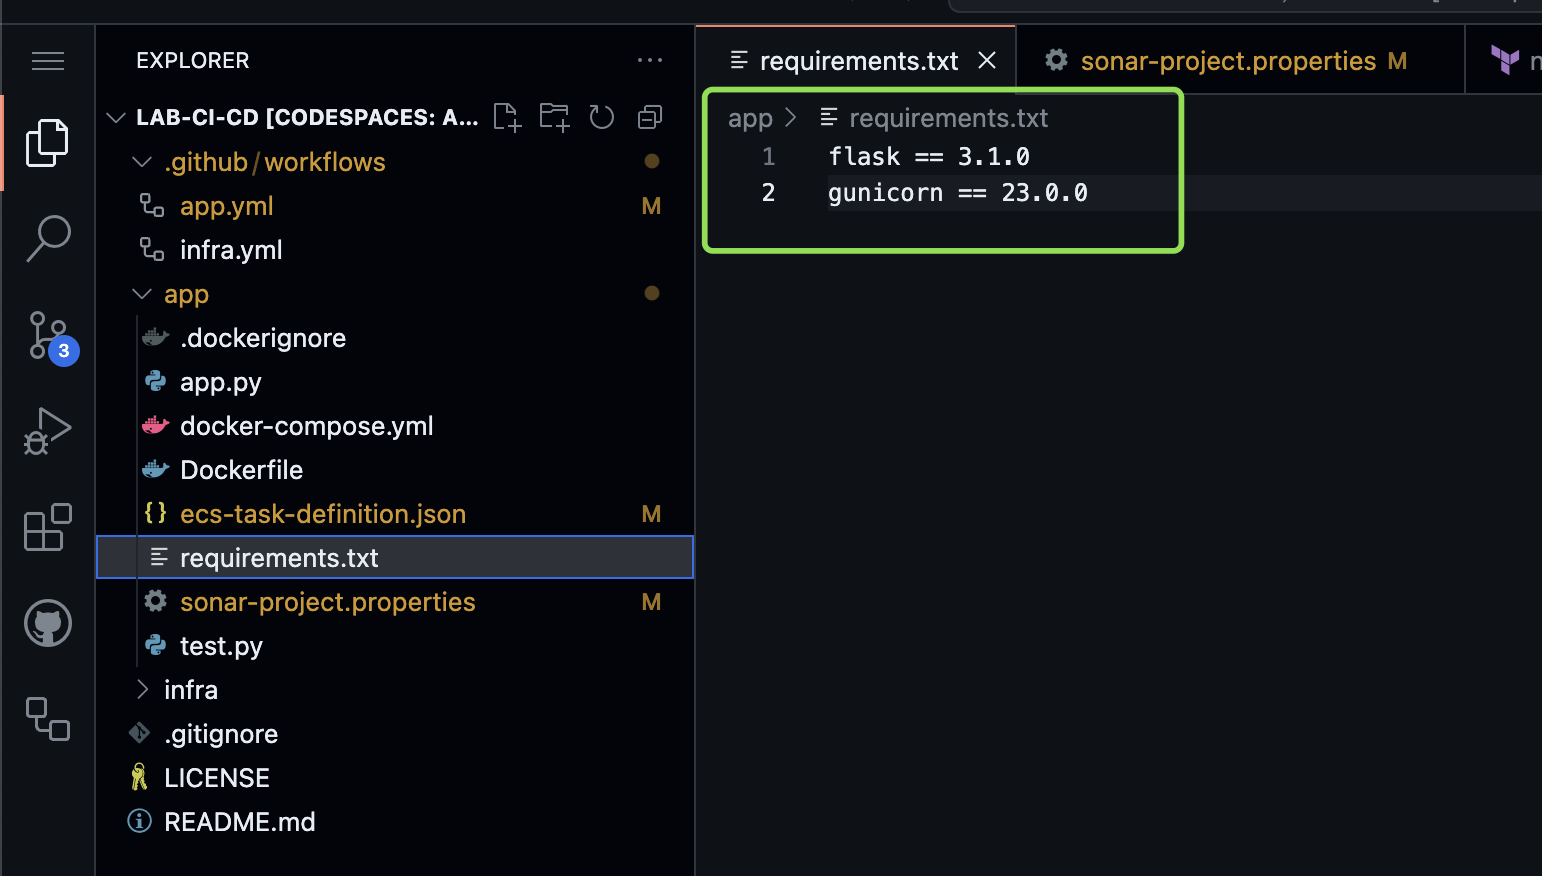 EXPLORER
LAB-CI-CD [CODESPACES: A...
.github/workflows
app.yml M
infra.yml
app
.dockerignore
app.py
docker-compose.yml
Dockerfile
ecs-task-definition.json M
requirements.txt
sonar-project.properties M
test.py
infra
.gitignore
LICENSE
README.md
3
requirements.txt
sonar-project.properties M
app > requirements.txt
1 flask == 3.1.0
2 gunicorn == 23.0.0